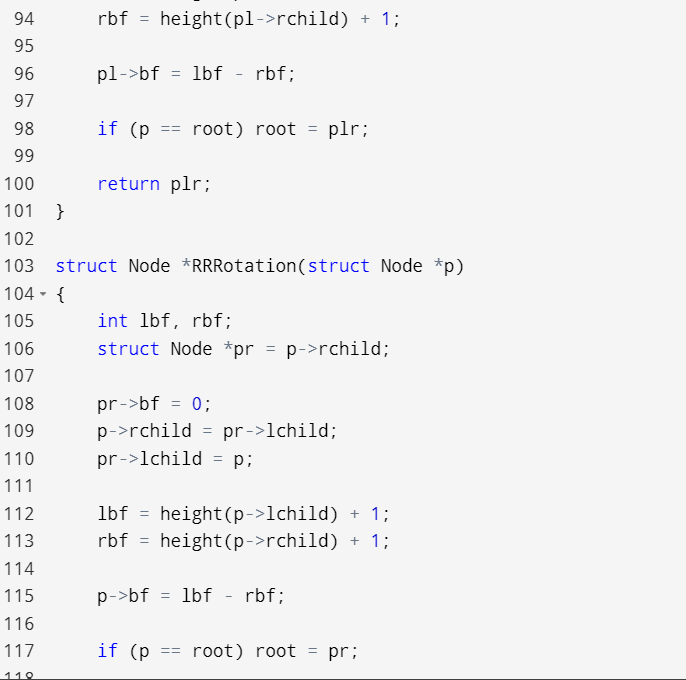 94 rbf = height(pl->rchild) + 1;
95
96 pl->bf = lbf - rbf;
97
98 if (p == root) root = plr;
99
100 return plr;
101 }
102
103 struct Node *RRRotation(struct Node *p)
104 {
105 int lbf, rbf;
106 struct Node *pr = p->rchild;
107
108 pr->bf = 0;
109 p->rchild = pr->lchild;
110 pr->lchild = p;
111
112 lbf = height(p->lchild) + 1;
113 rbf = height(p->rchild) + 1;
114
115 p->bf = lbf - rbf;
116
117 if (p == root) root = pr;
118